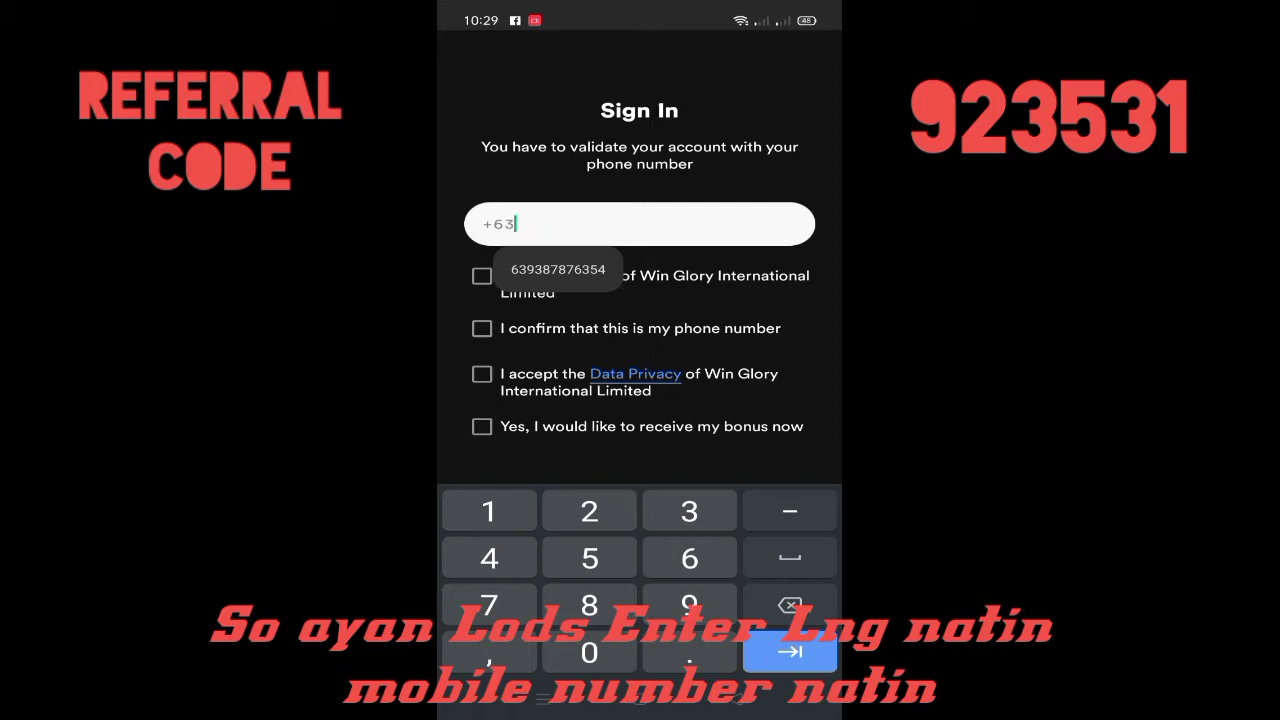 10:29
48
REFERRAL
CODE
923531
Sign In
You have to validate your account with your
phone number
+63
639387876354
of Win Glory International
Limited
I confirm that this is my phone number
I accept the Data Privacy of Win Glory
International Limited
Yes, I would like to receive my bonus now
1 2 3 -
4 5 6
7 8 9
, 0 .
So ayan Lods Enter Lng natin
mobile number natin